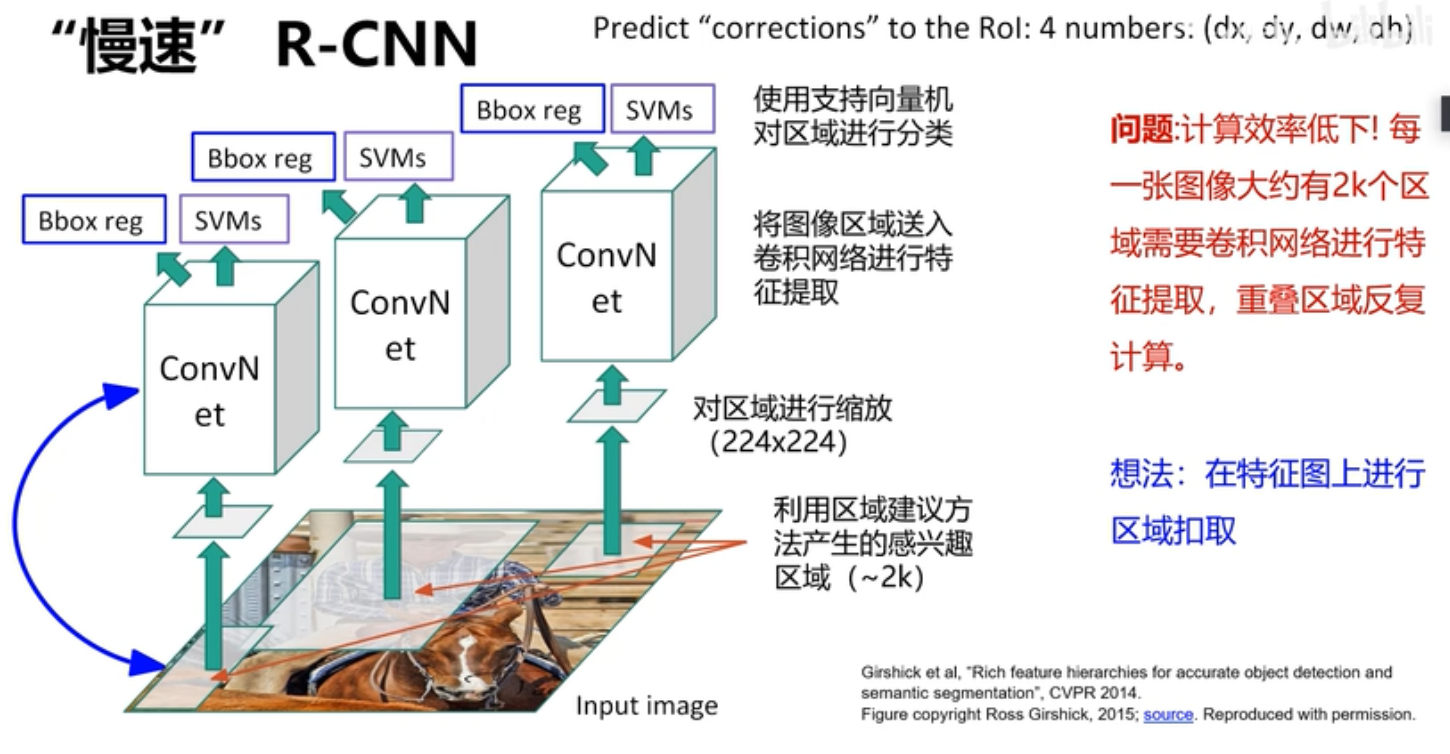 “慢速” R-CNN
Predict “corrections” to the RoI: 4 numbers: (dx, dy, dw, dh)
Bbox reg
SVMs
使用支持向量机
对区域进行分类
Bbox reg
SVMs
Bbox reg
SVMs
将图像区域送入
卷积网络进行特
征提取
ConvN
et
ConvN
et
ConvN
et
对区域进行缩放
（224x224）
利用区域建议方
法产生的感兴趣
区域（~2k）
Input image
问题:计算效率低下! 每
一张图像大约有2k个区
域需要卷积网络进行特
征提取，重叠区域反复
计算。
想法：在特征图上进行
区域扣取
Girshick et al, “Rich feature hierarchies for accurate object detection and
semantic segmentation”, CVPR 2014.
Figure copyright Ross Girshick, 2015; source. Reproduced with permission.
bilibili